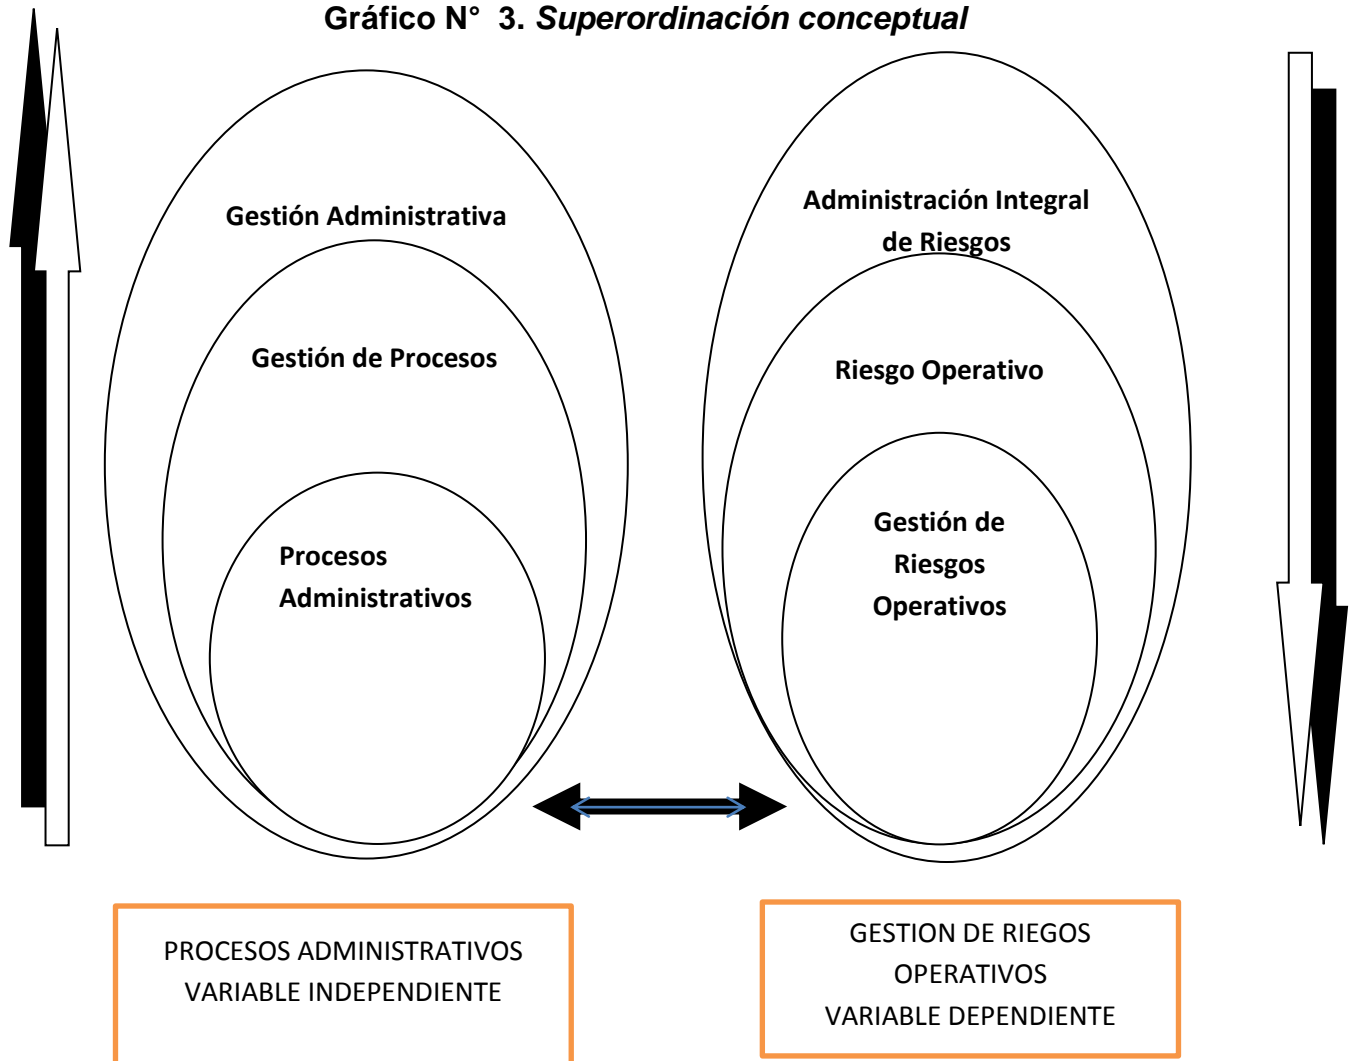 Gráfico N° 3. Superordinación conceptual
Gestión Administrativa
Gestión de Procesos
Procesos
Administrativos
Administración Integral
de Riesgos
Riesgo Operativo
Gestión de
Riesgos
Operativos
PROCESOS ADMINISTRATIVOS
VARIABLE INDEPENDIENTE
GESTION DE RIEGOS
OPERATIVOS
VARIABLE DEPENDIENTE